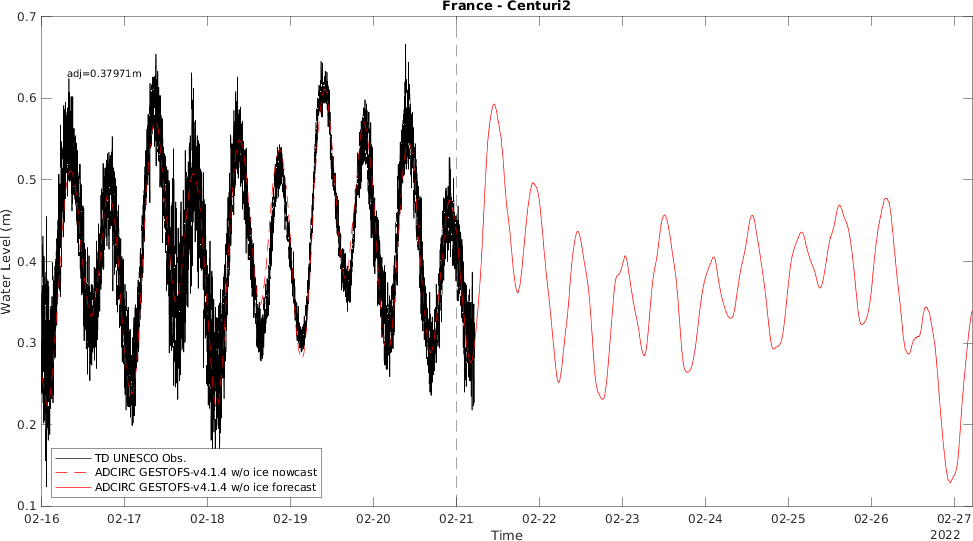 France - Centuri2
0.7
0.6
0.5
0.4
0.3
0.2
0.1
Water Level (m)
adj=0.37971m
TD UNESCO Obs.
ADCIRC GESTOFS-v4.1.4 w/o ice nowcast
ADCIRC GESTOFS-v4.1.4 w/o ice forecast
02-16 02-17 02-18 02-19 02-20 02-21 02-22 02-23 02-24 02-25 02-26 02-27
Time 2022